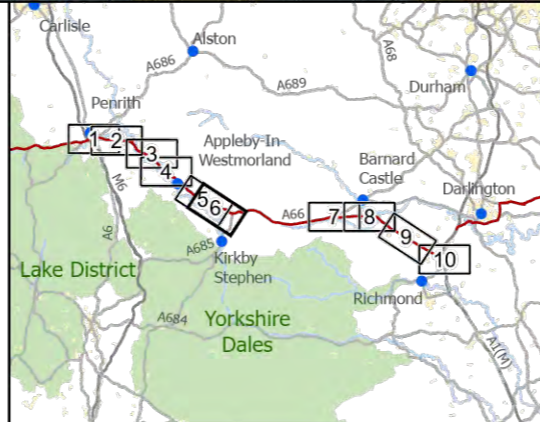 Carlisle
Alston
A686
A68
A689
Durham
Penrith
1
2
3
4
5
6
Appleby-In-
Westmorland
Barnard
Castle
Darlington
M6
A6
A66
7
8
9
10
A685
Kirkby
Stephen
Lake District
Richmond
A684
Yorkshire
Dales
A1(M)